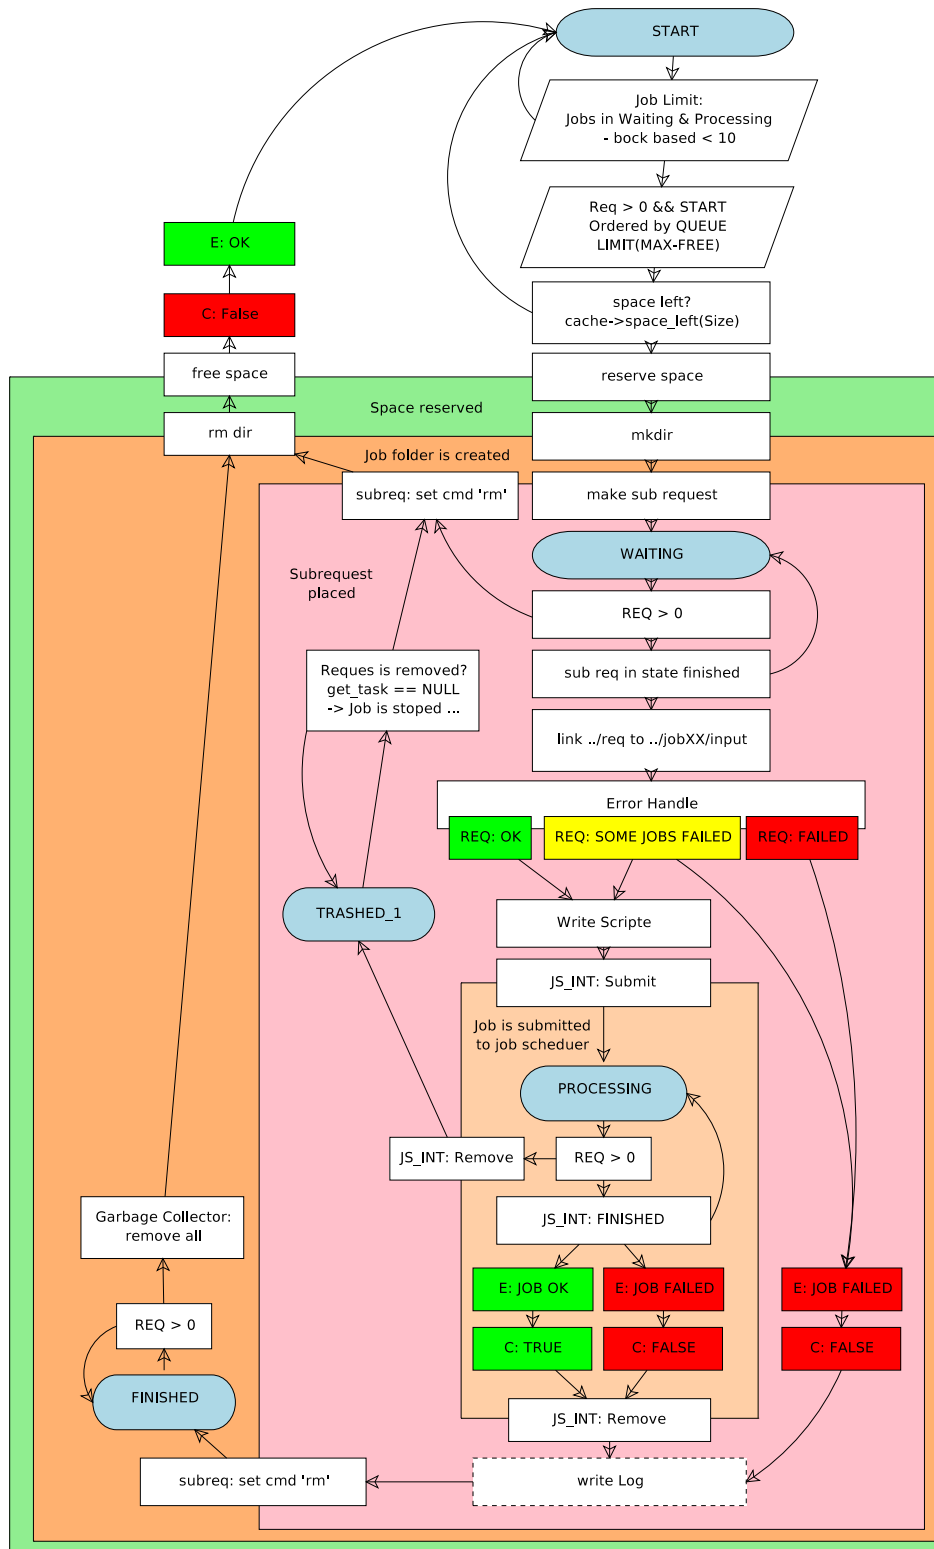 START
Job Limit:
Jobs in Waiting & Processing
- bock based < 10
Req > 0 && START
Ordered by QUEUE
LIMIT(MAX-FREE)
E: OK
space left?
cache->space_left(Size)
C: False
free space
reserve space
Space reserved
rm dir
mkdir
Job folder is created
subreq: set cmd 'rm'
make sub request
WAITING
Subrequest
placed
REQ > 0
Reques is removed?
get_task == NULL
-> Job is stoped ...
sub req in state finished
link ../req to ../jobXX/input
Error Handle
REQ: OK
REQ: SOME JOBS FAILED
REQ: FAILED
TRASHED_1
Write Scripte
JS_INT: Submit
Job is submitted
to job scheduer
PROCESSING
JS_INT: Remove
REQ > 0
Garbage Collector:
remove all
JS_INT: FINISHED
E: JOB OK
E: JOB FAILED
E: JOB FAILED
REQ > 0
C: TRUE
C: FALSE
C: FALSE
FINISHED
JS_INT: Remove
subreq: set cmd 'rm'
write Log